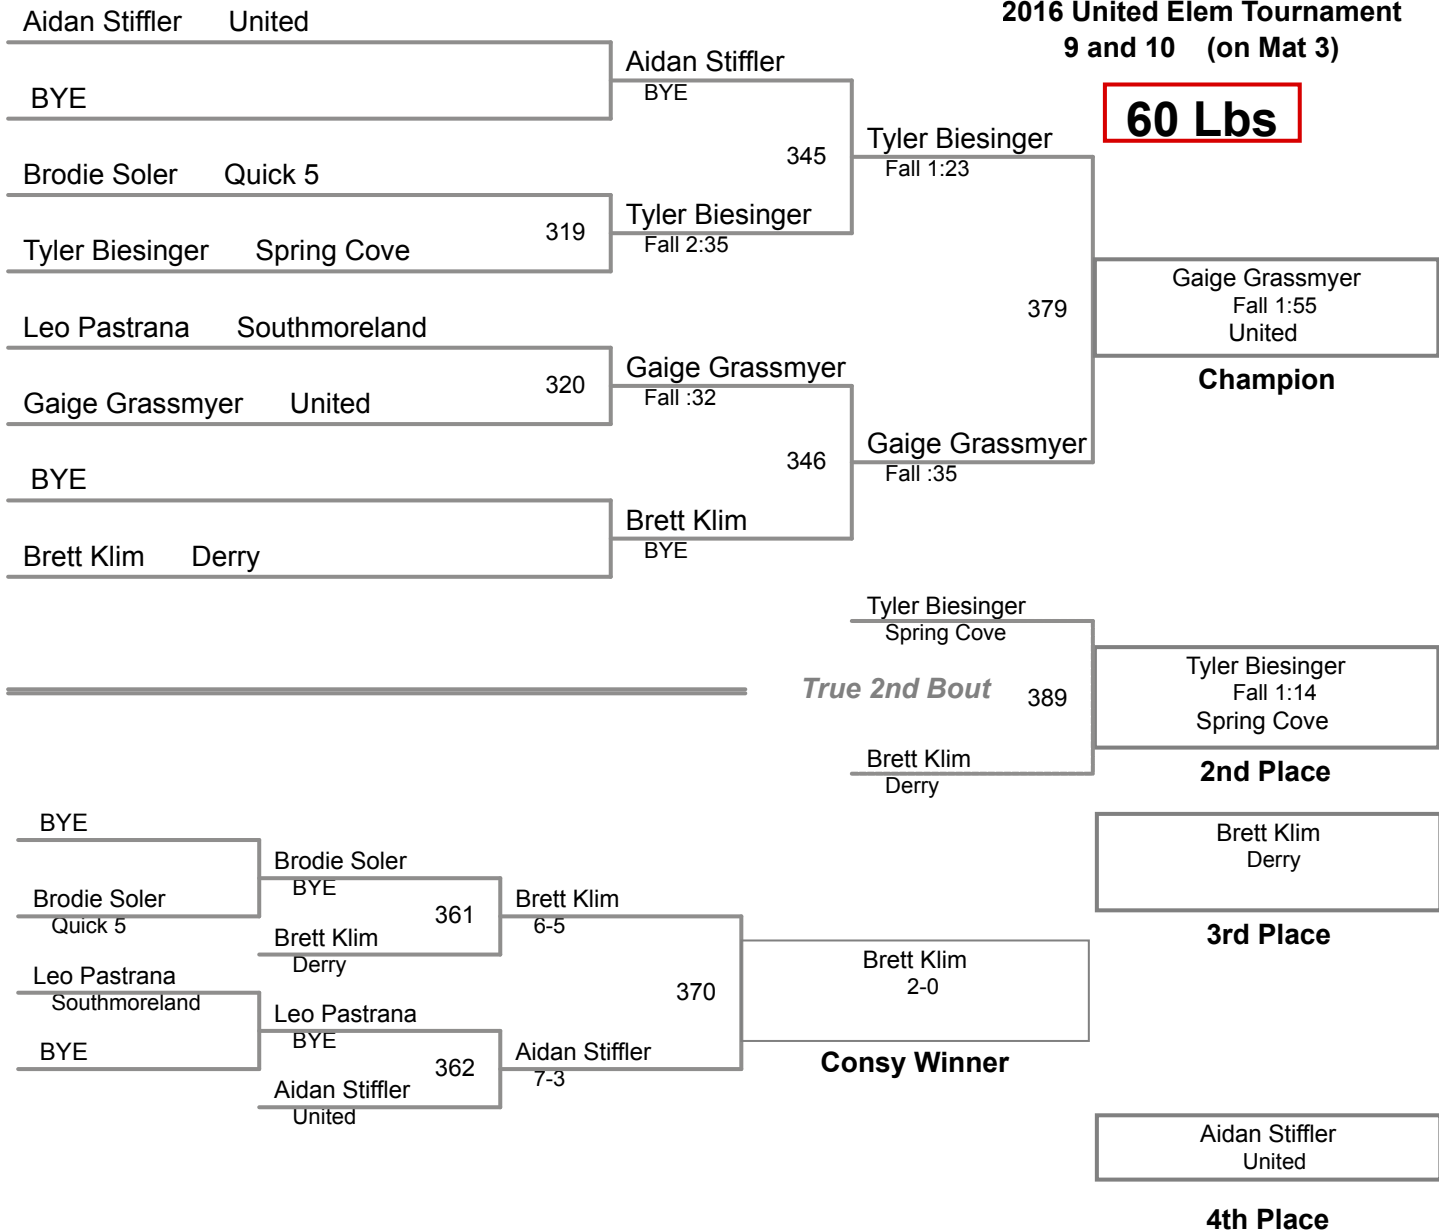 2016 United Elem Tournament
9 and 10 (on Mat 3)
60 Lbs
Aidan Stiffler United
BYE
Brodie Soler Quick 5
319
Tyler Biesinger Spring Cove
Leo Pastrana Southmoreland
320
Gaige Grassmyer United
BYE
Brett Klim Derry
Aidan Stiffler
BYE
345
Tyler Biesinger
Fall 2:35
Gaige Grassmyer
Fall :32
346
Brett Klim
BYE
Tyler Biesinger
Fall 1:23
379
Gaige Grassmyer
Fall :35
Gaige Grassmyer
Fall 1:55
United
Champion
Tyler Biesinger
Spring Cove
True 2nd Bout 389
Brett Klim
Derry
Tyler Biesinger
Fall 1:14
Spring Cove
2nd Place
BYE
Brodie Soler
Quick 5
Leo Pastrana
Southmoreland
BYE
Brodie Soler
BYE
361
Brett Klim
Derry
Leo Pastrana
BYE
362
Aidan Stiffler
United
Brett Klim
6-5
370
Aidan Stiffler
7-3
Brett Klim
2-0
Consy Winner
Brett Klim
Derry
3rd Place
Aidan Stiffler
United
4th Place